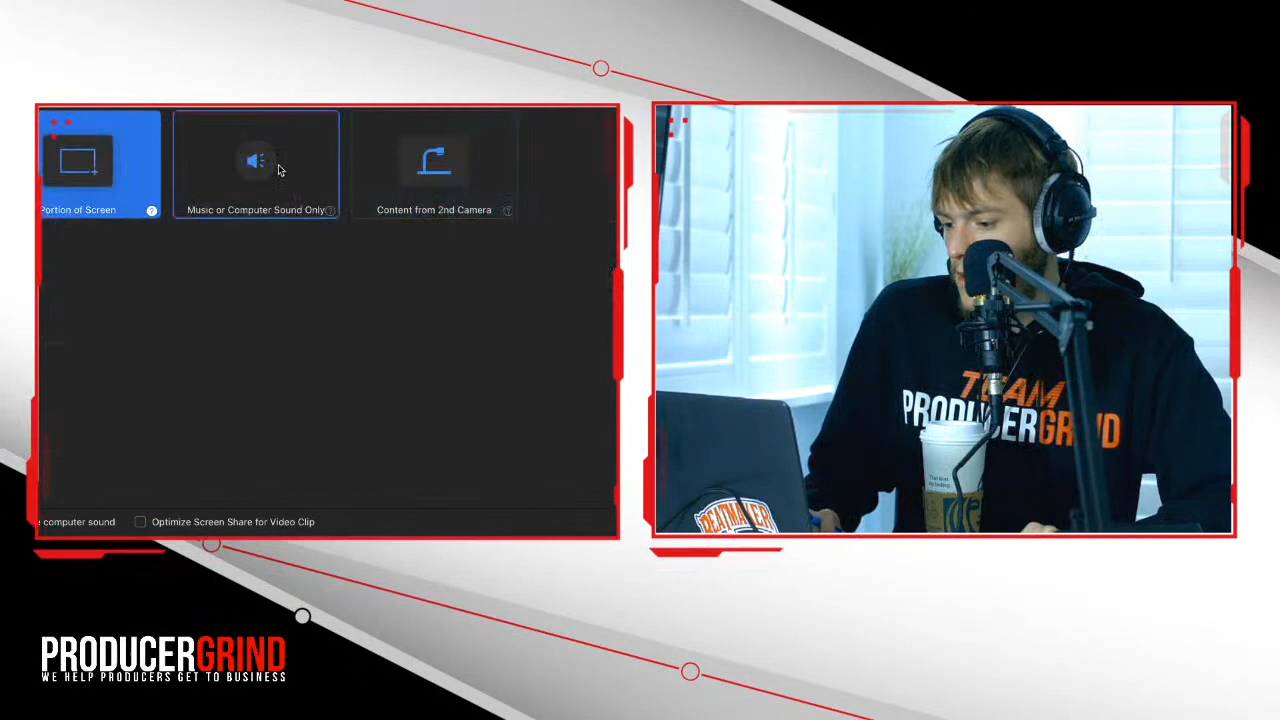 Portion of Screen
Music or Computer Sound Only
Content from 2nd Camera
e computer sound
Optimize Screen Share for Video Clip
TEAM
PRODUCERGRIND
BEATMAKER
PRODUCERGRIND
WE HELP PRODUCERS GET TO BUSINESS